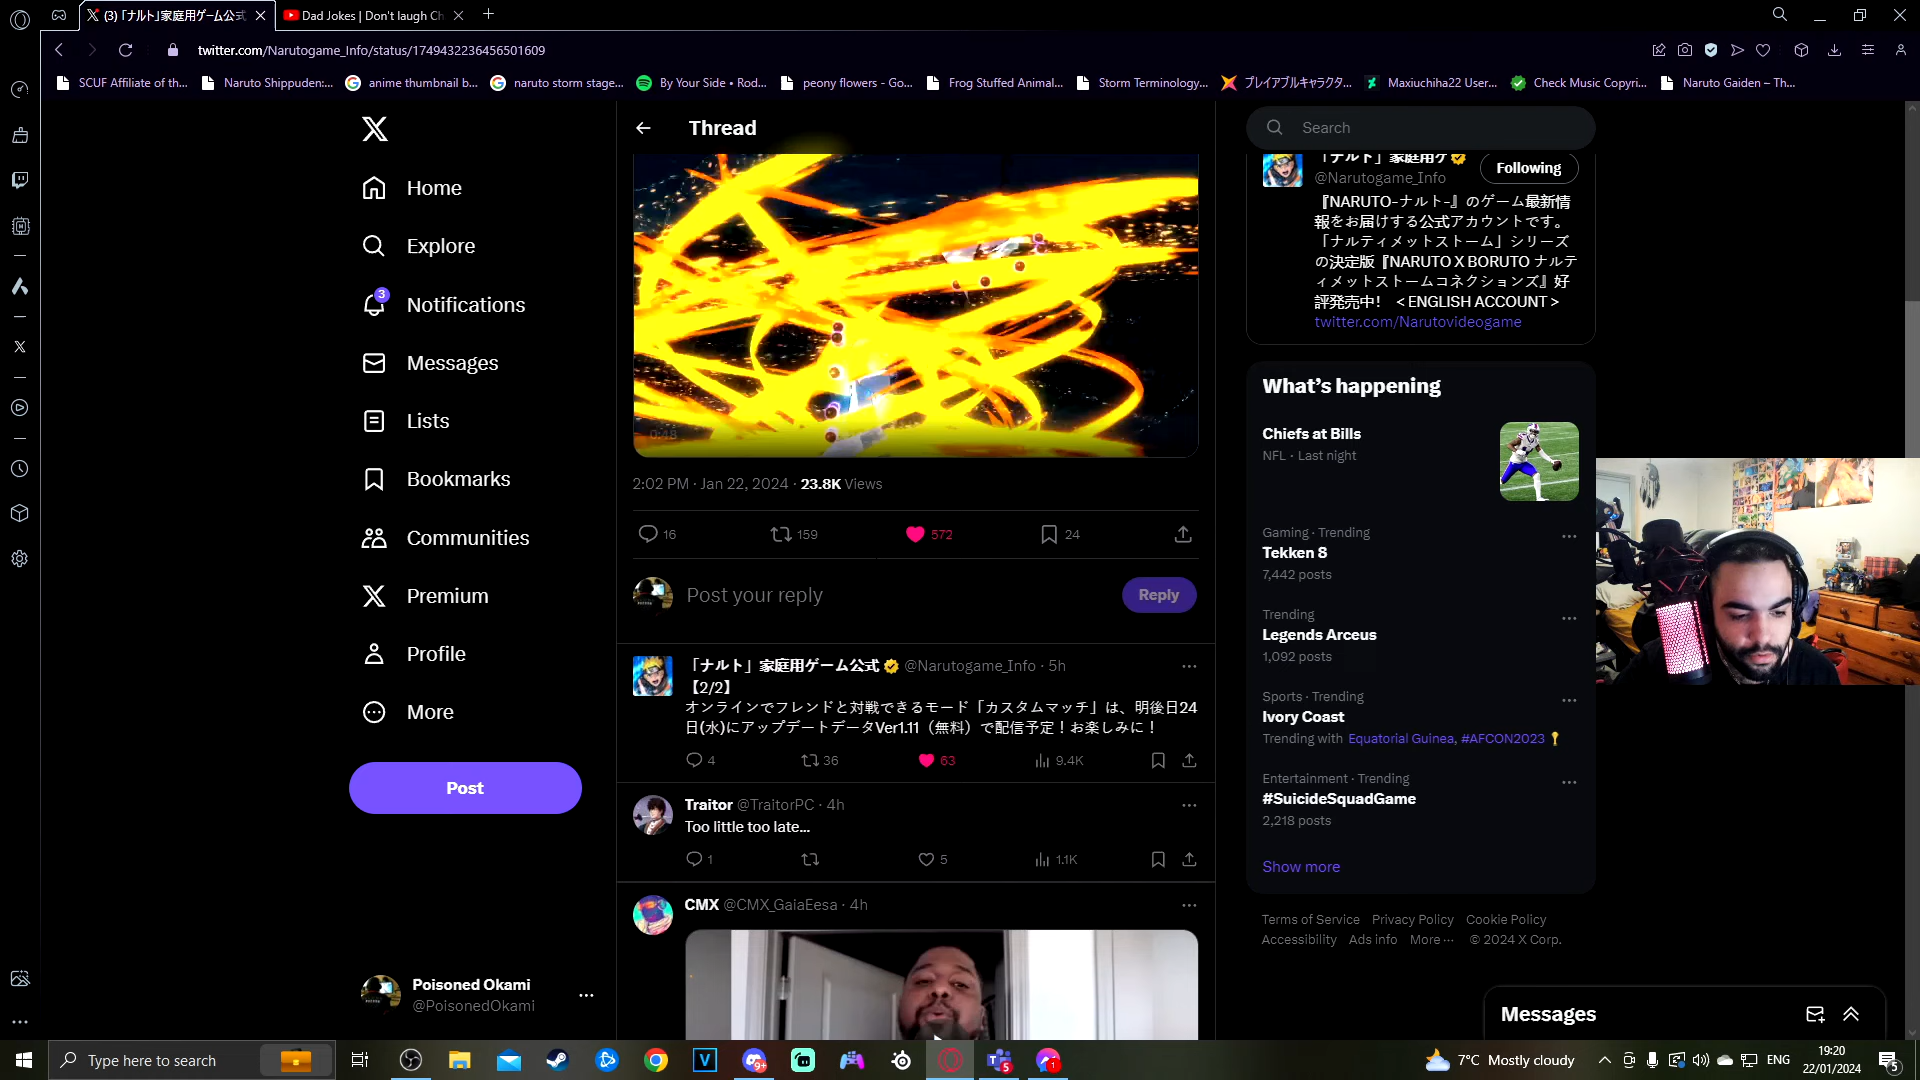 (3)「ナルト」家庭用ゲーム公式
Dad Jokes | Don't laugh Ch
twitter.com/Narutogame_Info/status/1749432236456501609
SCUF Affiliate of th...
Naruto Shippuden:...
anime thumbnail b...
naruto storm stage...
By Your Side • Rod...
peony flowers - Go...
Frog Stuffed Animal...
Storm Terminology...
プレイアブルキャラクタ...
Maxiuchiha22 User...
Check Music Copyri...
Naruto Gaiden – Th...
Home
Explore
3
Notifications
Messages
Lists
Bookmarks
Communities
Premium
Profile
More
Post
Poisoned Okami
@PoisonedOkami
Thread
0:48
2:02 PM · Jan 22, 2024 · 23.8K Views
16
159
572
24
Post your reply
Reply
「ナルト」家庭用ゲーム公式 @Narutogame_Info · 5h
【2/2】
オンラインでフレンドと対戦できるモード「カスタムマッチ」は、明後日24
日(水)にアップデートデータVer1.11（無料）で配信予定！お楽しみに！
4
36
63
9.4K
Traitor @TraitorPC · 4h
Too little too late...
1
5
1.1K
CMX @CMX_GaiaEesa · 4h
Search
「ナルト」家庭用ゲ
@Narutogame_Info
Following
『NARUTO-ナルト-』のゲーム最新情
報をお届けする公式アカウントです。
「ナルティメットストーム」シリーズ
の決定版『NARUTO X BORUTO ナルテ
ィメットストームコネクションズ』好
評発売中！ ＜ENGLISH ACCOUNT＞
twitter.com/Narutovideogame
What's happening
Chiefs at Bills
NFL · Last night
Gaming · Trending
Tekken 8
7,442 posts
Trending
Legends Arceus
1,092 posts
Sports · Trending
Ivory Coast
Trending with Equatorial Guinea, #AFCON2023
Entertainment · Trending
#SuicideSquadGame
2,218 posts
Show more
Terms of Service Privacy Policy Cookie Policy
Accessibility Ads info More ··· © 2024 X Corp.
Messages
Type here to search
9+
5
1
7°C Mostly cloudy
ENG
19:20
22/01/2024
5